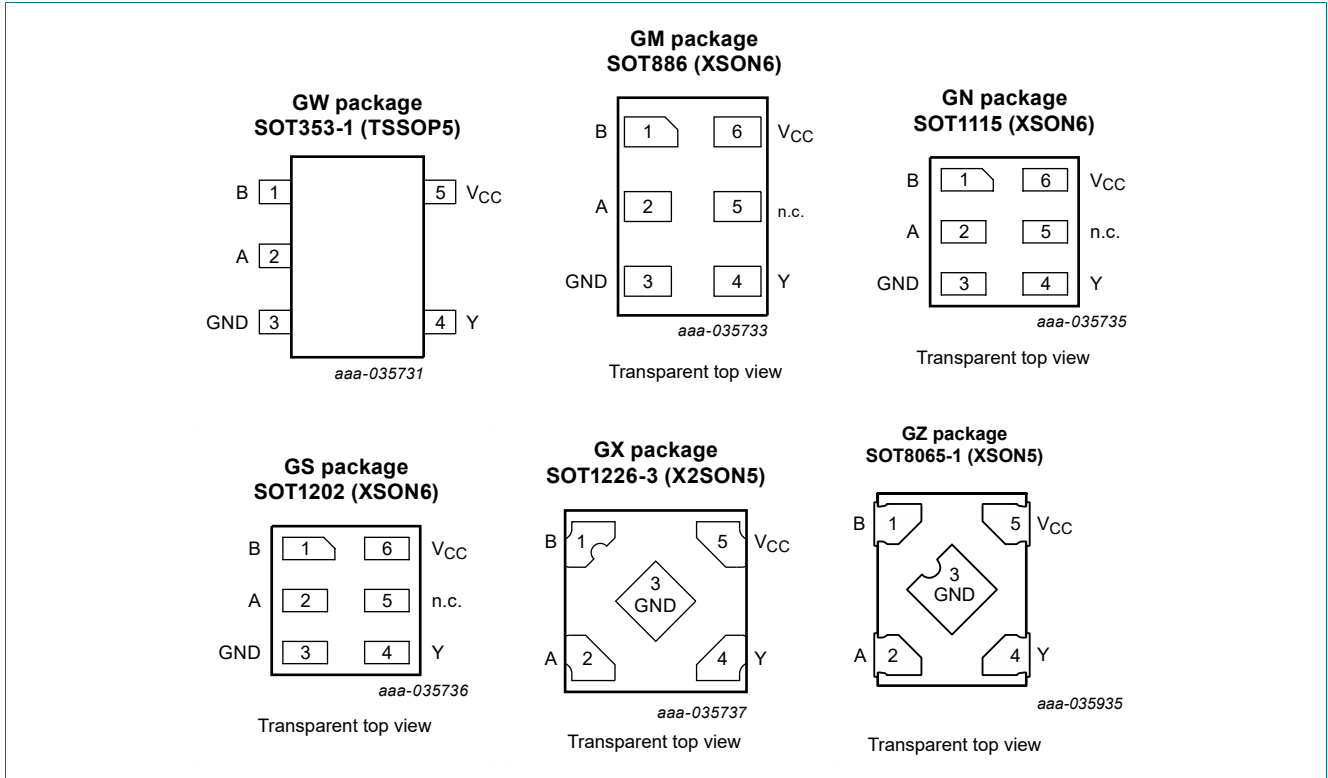 GW package
SOT353-1 (TSSOP5)
B 1
5 VCC
A 2
GND 3
4 Y
aaa-035731
GM package
SOT886 (XSON6)
B 1 6 VCC
A 2 5 n.c.
GND 3 4 Y
aaa-035733
Transparent top view
GN package
SOT1115 (XSON6)
B 1 6 VCC
A 2 5 n.c.
GND 3 4 Y
aaa-035735
Transparent top view
GS package
SOT1202 (XSON6)
B 1 6 VCC
A 2 5 n.c.
GND 3 4 Y
aaa-035736
Transparent top view
GX package
SOT1226-3 (X2SON5)
B 1 5 VCC
3
GND
A 2 4 Y
aaa-035737
Transparent top view
GZ package
SOT8065-1 (XSON5)
B 1 5 VCC
3
GND
A 2 4 Y
aaa-035935
Transparent top view